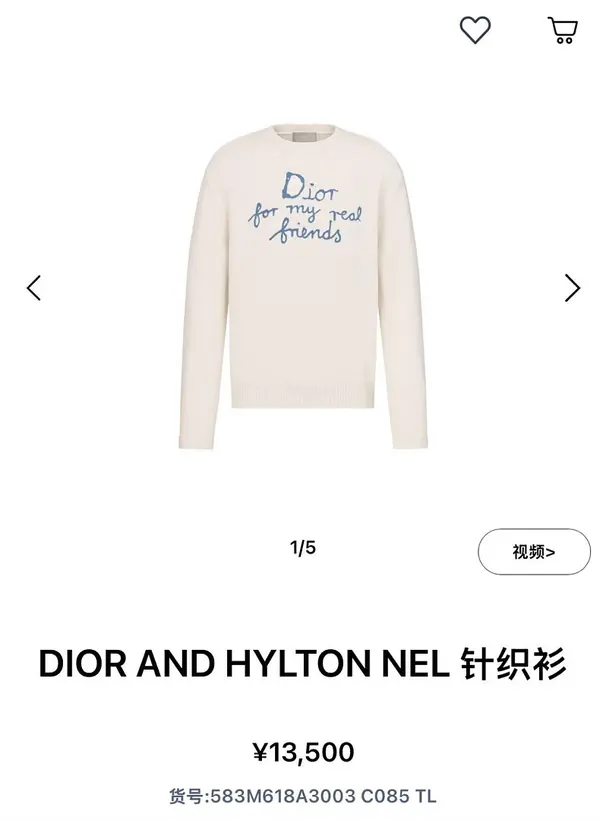 Dior
for my real
friends
1/5
视频>
DIOR AND HYLTON NEL 针织衫
¥13,500
货号:583M618A3003 C085 TL